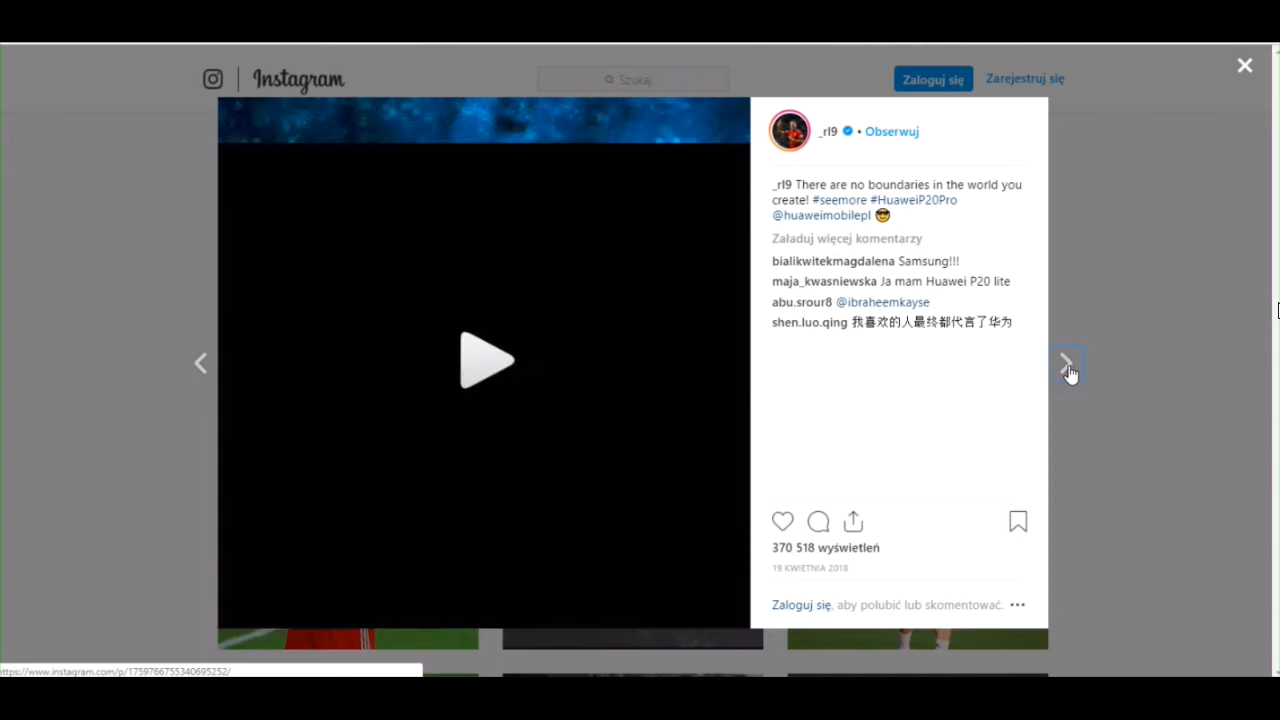 Instagram
Szukaj
Zaloguj się
Zarejestruj się
_rl9 • Obserwuj
_rl9 There are no boundaries in the world you
create! #seemore #HuaweiP20Pro
@huaweimobilepl 😎
Załaduj więcej komentarzy
bialikwitekmagdalena Samsung!!!
maja_kwasniewska Ja mam Huawei P20 lite
abu.srour8 @ibraheemkayse
shen.luo.qing 我喜欢的人最终都代言了华为
370 518 wyświetleń
19 KWIETNIA 2018
Zaloguj się, aby polubić lub skomentować.
https://www.instagram.com/p/1759766755340695252/